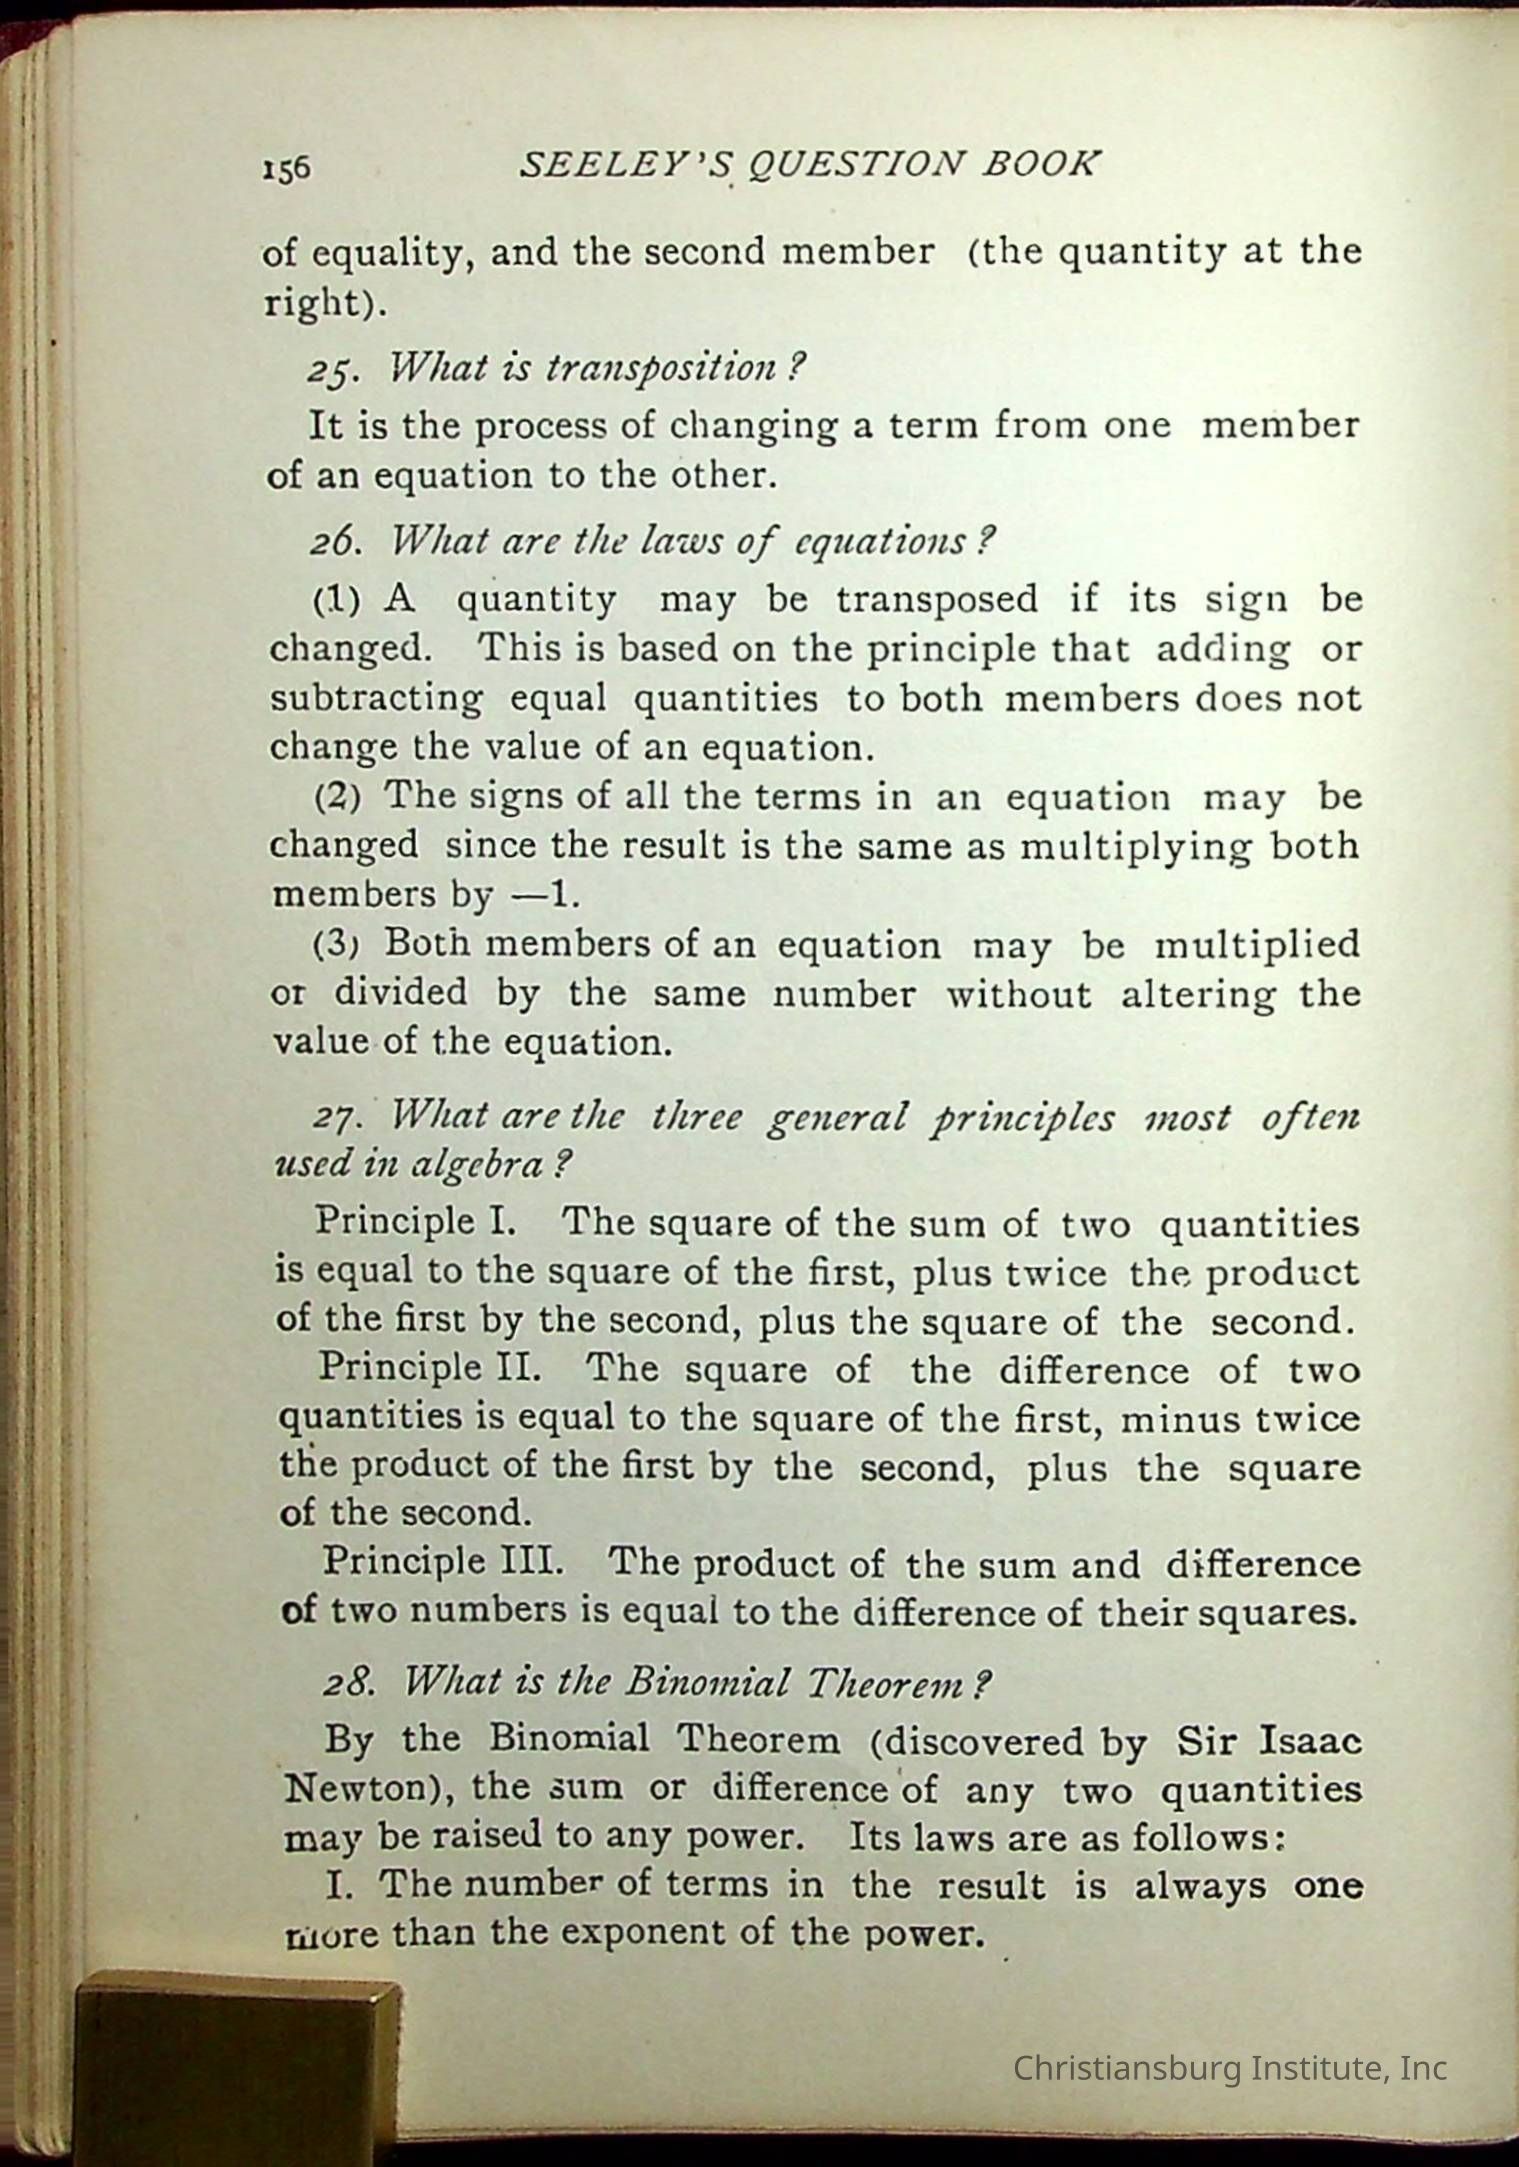 156 SEELEY'S QUESTION BOOK
of equality, and the second member (the quantity at the
right).
25. What is transposition ?
It is the process of changing a term from one member
of an equation to the other.
26. What are the laws of equations ?
(1) A quantity may be transposed if its sign be
changed. This is based on the principle that adding or
subtracting equal quantities to both members does not
change the value of an equation.
(2) The signs of all the terms in an equation may be
changed since the result is the same as multiplying both
members by —1.
(3) Both members of an equation may be multiplied
or divided by the same number without altering the
value of the equation.
27. What are the three general principles most often
used in algebra ?
Principle I. The square of the sum of two quantities
is equal to the square of the first, plus twice the product
of the first by the second, plus the square of the second.
Principle II. The square of the difference of two
quantities is equal to the square of the first, minus twice
the product of the first by the second, plus the square
of the second.
Principle III. The product of the sum and difference
of two numbers is equal to the difference of their squares.
28. What is the Binomial Theorem ?
By the Binomial Theorem (discovered by Sir Isaac
Newton), the sum or difference of any two quantities
may be raised to any power. Its laws are as follows:
I. The number of terms in the result is always one
more than the exponent of the power.
Christiansburg Institute, Inc